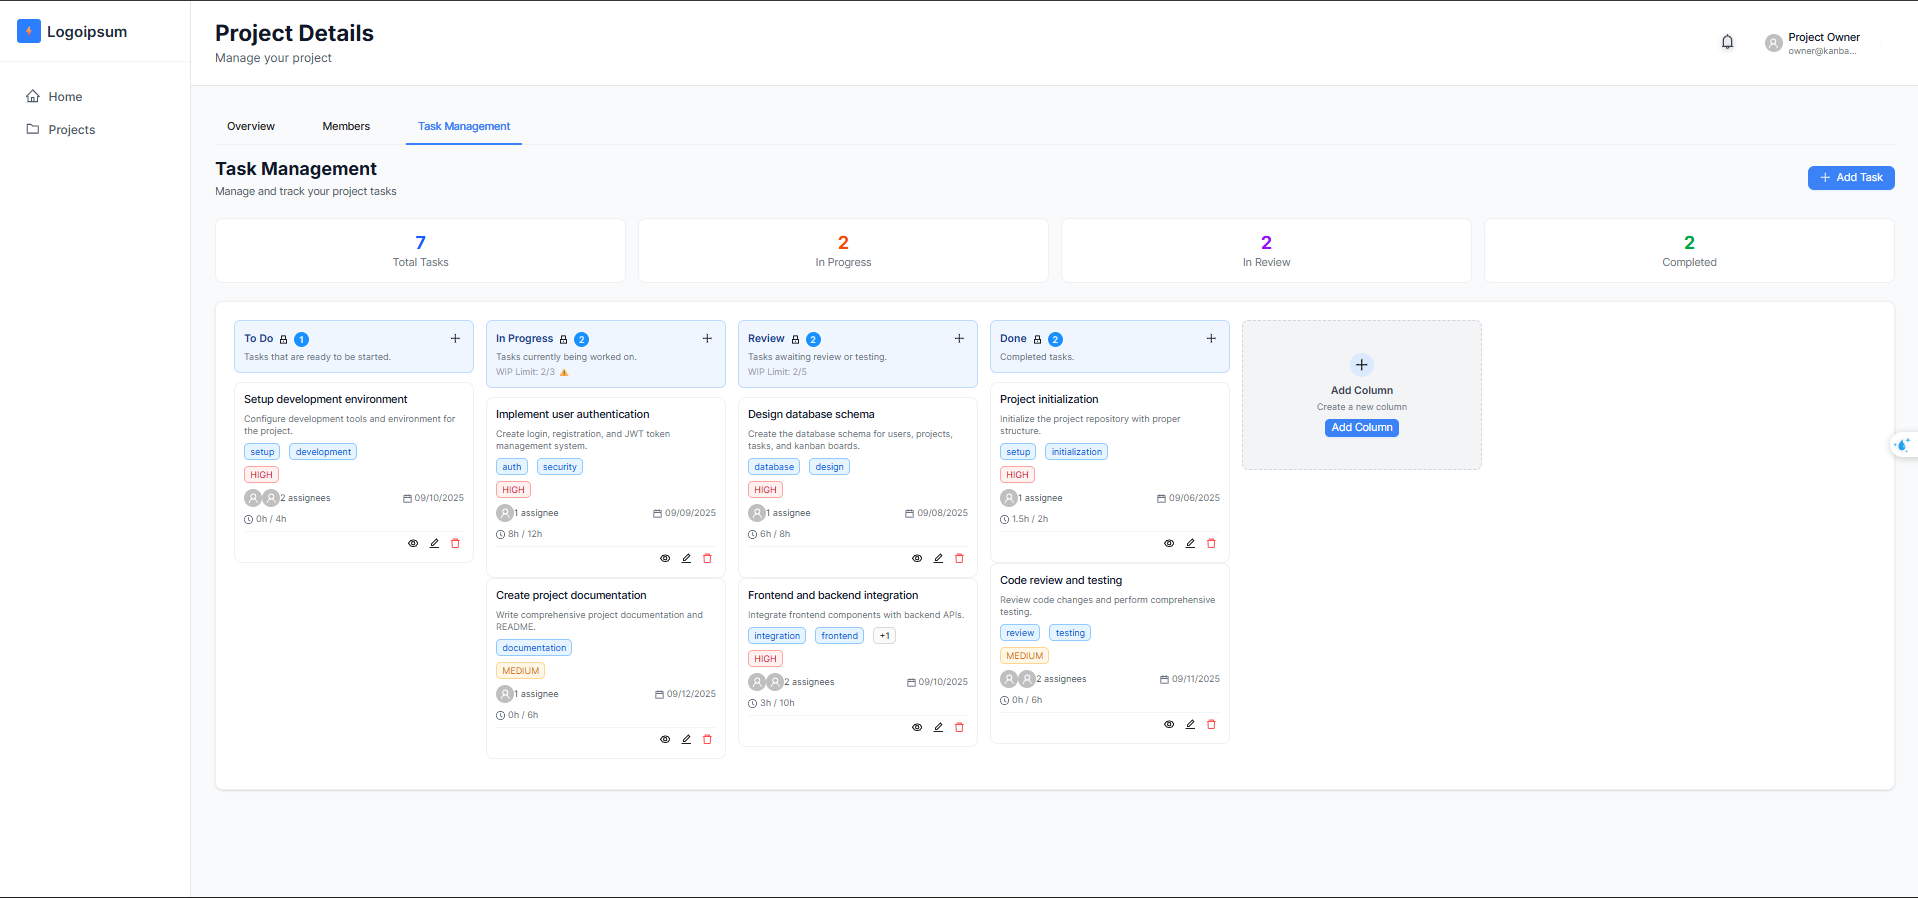 Logoipsum
Home
Projects
Project Details
Manage your project
Project Owner
owner@kanba...
Overview
Members
Task Management
Task Management
Manage and track your project tasks
Add Task
7
Total Tasks
2
In Progress
2
In Review
2
Completed
To Do 1
Tasks that are ready to be started.
Setup development environment
Configure development tools and environment for
the project.
setup development
HIGH
2 assignees 09/10/2025
0h / 4h
In Progress 2
Tasks currently being worked on.
WIP Limit: 2/3
Implement user authentication
Create login, registration, and JWT token
management system.
auth security
HIGH
1 assignee 09/09/2025
8h / 12h
Create project documentation
Write comprehensive project documentation and
README.
documentation
MEDIUM
1 assignee 09/12/2025
0h / 6h
Review 2
Tasks awaiting review or testing.
WIP Limit: 2/5
Design database schema
Create the database schema for users, projects,
tasks, and kanban boards.
database design
HIGH
1 assignee 09/08/2025
6h / 8h
Frontend and backend integration
Integrate frontend components with backend APIs.
integration frontend +1
HIGH
2 assignees 09/10/2025
3h / 10h
Done 2
Completed tasks.
Project initialization
Initialize the project repository with proper
structure.
setup initialization
HIGH
1 assignee 09/06/2025
1.5h / 2h
Code review and testing
Review code changes and perform comprehensive
testing.
review testing
MEDIUM
2 assignees 09/11/2025
0h / 6h
Add Column
Create a new column
Add Column